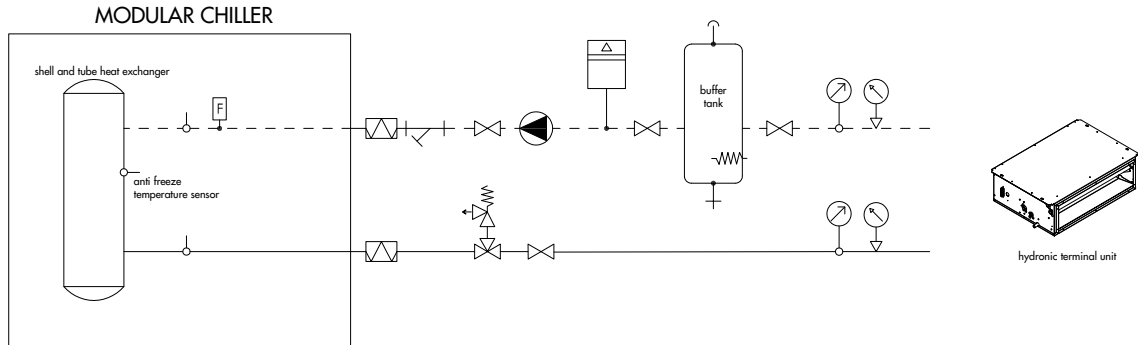 MODULAR CHILLER
shell and tube heat exchanger
F
anti freeze
temperature sensor
buffer
tank
hydronic terminal unit